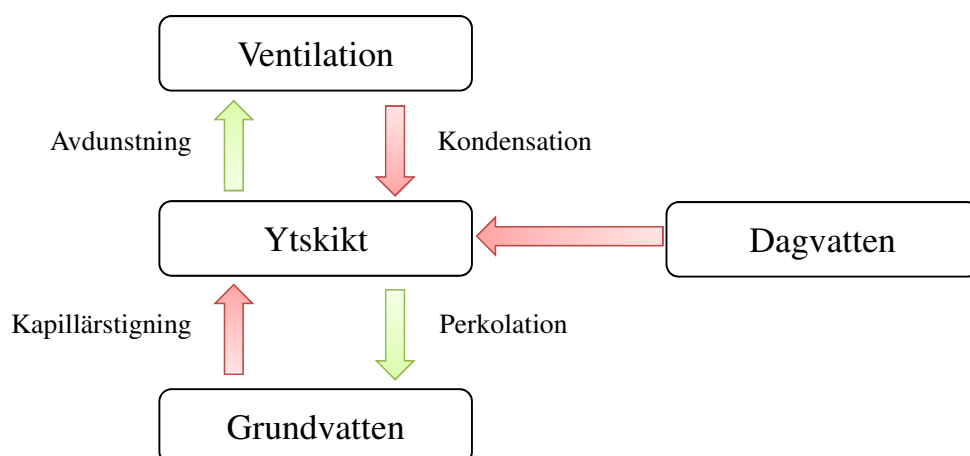 Ventilation
Avdunstning
Kondensation
Ytskikt
Dagvatten
Kapillärstigning
Perkolation
Grundvatten